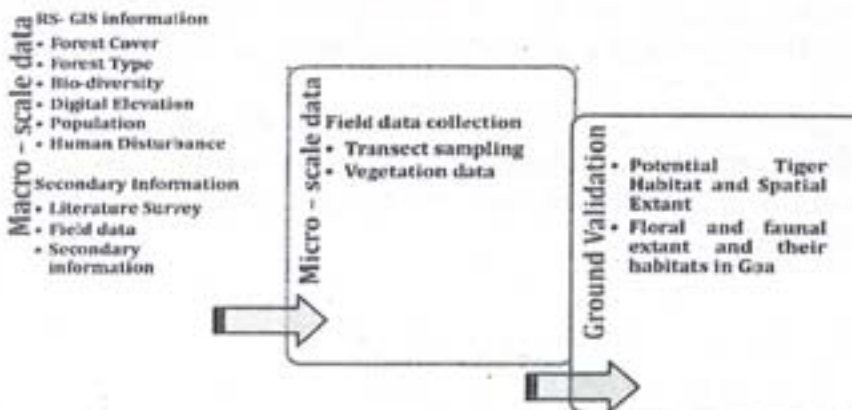 Macro – scale data
RS- GIS information
• Forest Cover
• Forest Type
• Bio-diversity
• Digital Elevation
• Population
• Human Disturbance
Secondary Information
• Literature Survey
• Field data
• Secondary
information
Micro – scale data
Field data collection
• Transect sampling
• Vegetation data
Ground Validation
• Potential Tiger
Habitat and Spatial
Extant
• Floral and faunal
extant and their
habitats in Goa